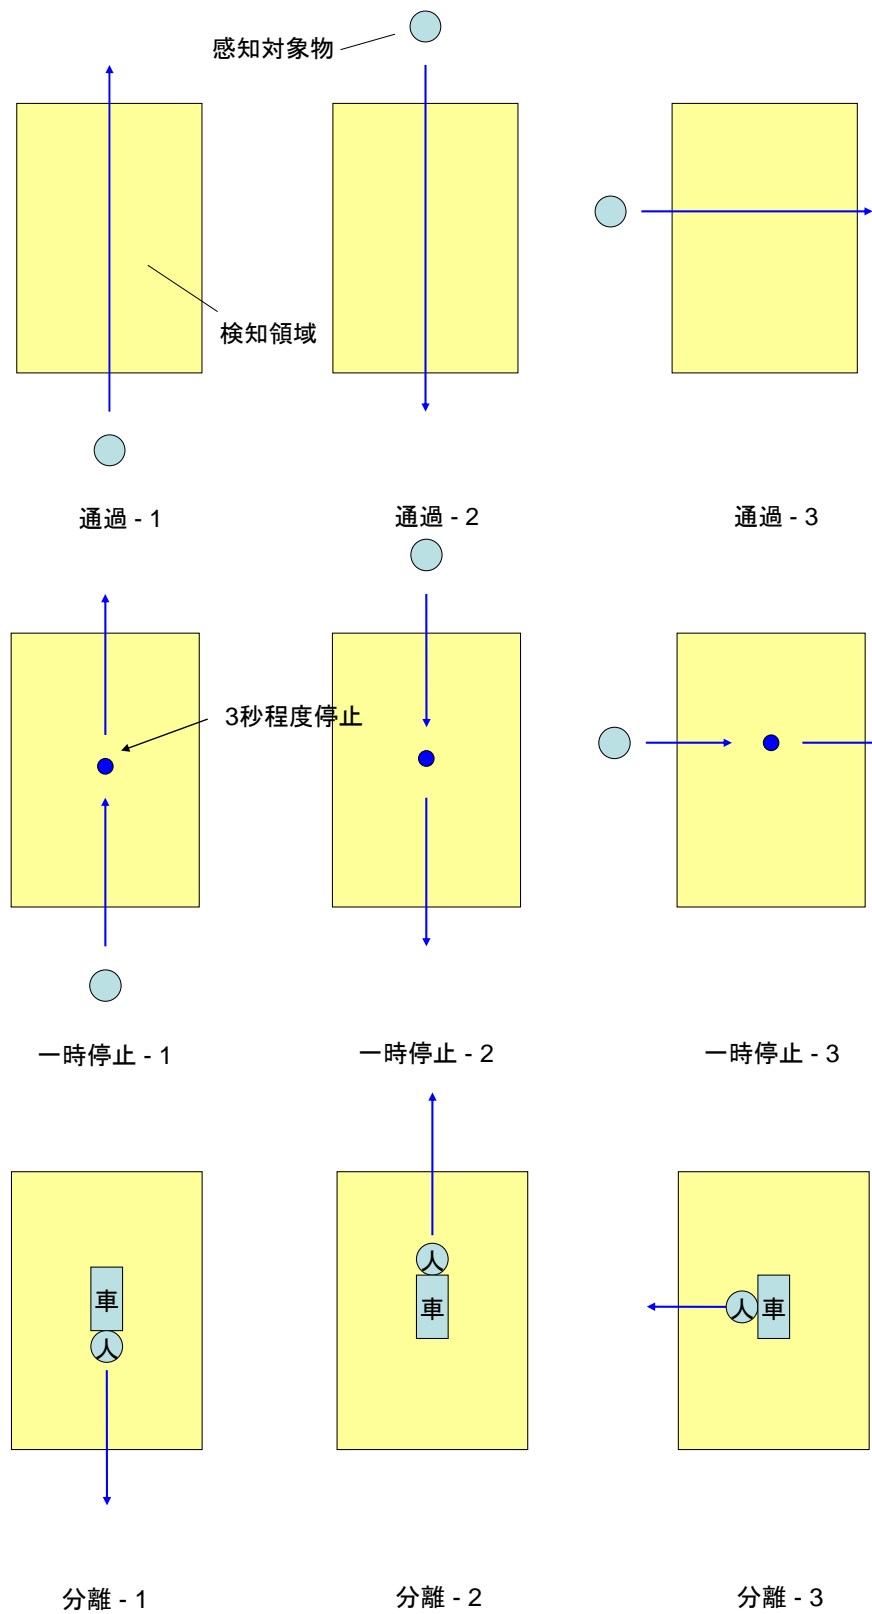 感知対象物
検知領域
通過 - 1
通過 - 2
通過 - 3
3秒程度停止
一時停止 - 1
一時停止 - 2
一時停止 - 3
車
人
人
車
人
車
分離 - 1
分離 - 2
分離 - 3